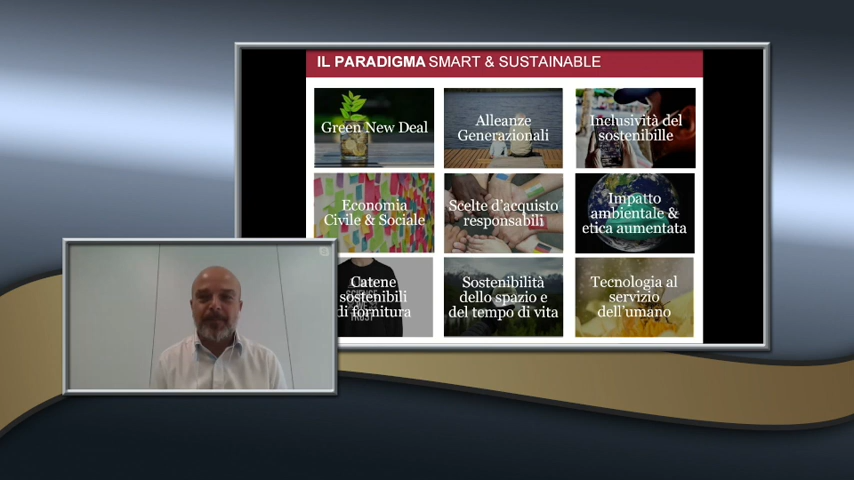 IL PARADIGMA SMART & SUSTAINABLE
Green New Deal
Alleanze
Generazionali
Inclusività del
sostenibille
Economia
Civile & Sociale
Scelte d'acquisto
responsabili
Impatto
ambientale &
etica aumentata
Catene
sostenibili
di fornitura
SCIENCE
TRUST
Sostenibilità
dello spazio e
del tempo di vita
Tecnologia al
servizio
dell'umano